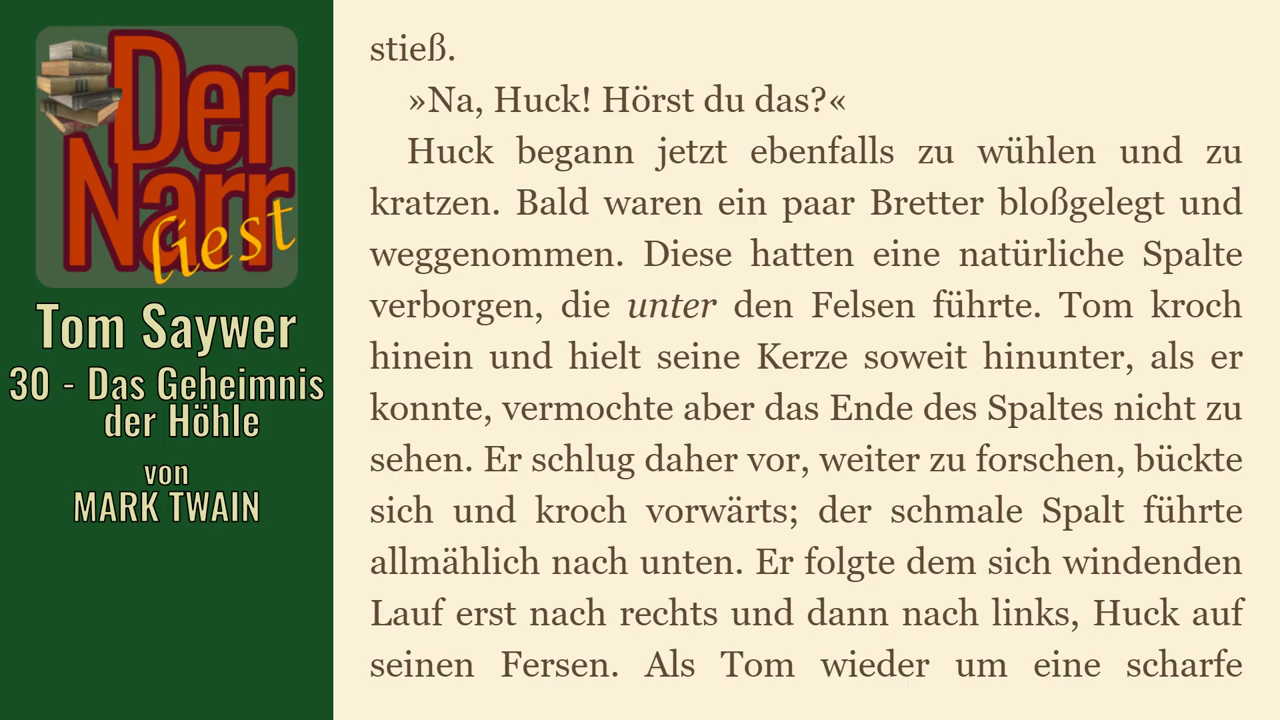 Der
Narr
liest
Tom Saywer
30 - Das Geheimnis
der Höhle
von
MARK TWAIN
stieß.
»Na, Huck! Hörst du das?«
Huck begann jetzt ebenfalls zu wühlen und zu
kratzen. Bald waren ein paar Bretter bloßgelegt und
weggenommen. Diese hatten eine natürliche Spalte
verborgen, die unter den Felsen führte. Tom kroch
hinein und hielt seine Kerze soweit hinunter, als er
konnte, vermochte aber das Ende des Spaltes nicht zu
sehen. Er schlug daher vor, weiter zu forschen, bückte
sich und kroch vorwärts; der schmale Spalt führte
allmählich nach unten. Er folgte dem sich windenden
Lauf erst nach rechts und dann nach links, Huck auf
seinen Fersen. Als Tom wieder um eine scharfe